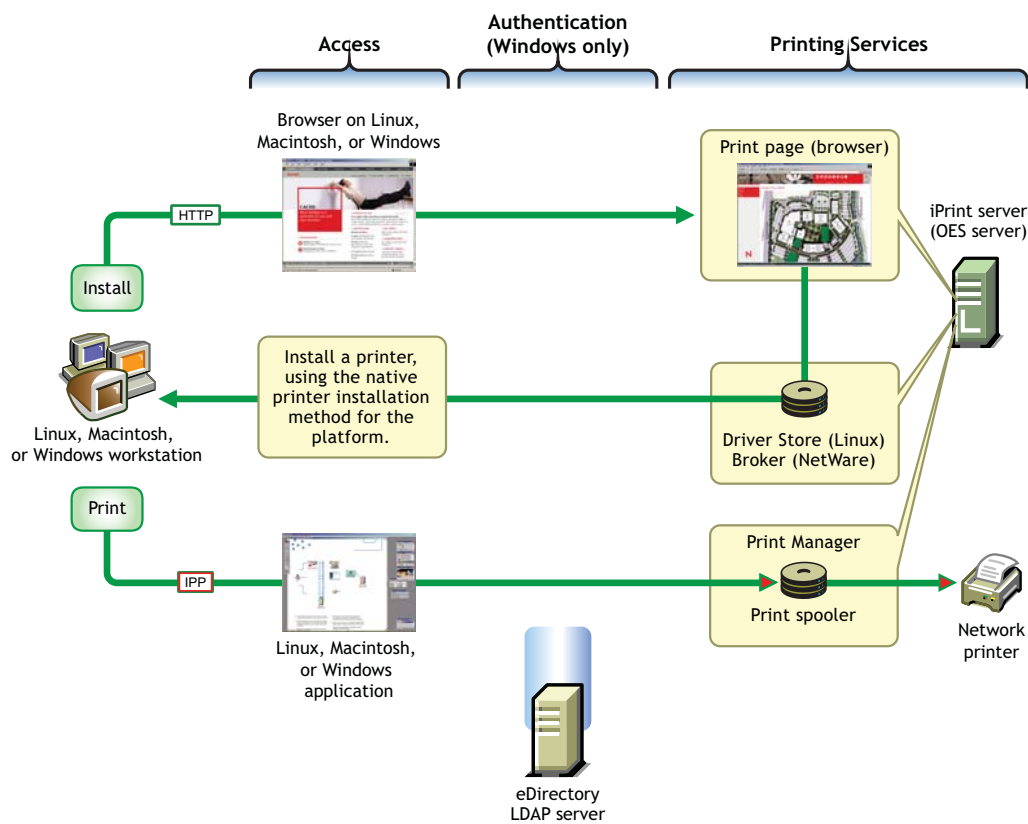 Access
Authentication
(Windows only)
Printing Services
Browser on Linux,
Macintosh, or Windows
Print page (browser)
HTTP
iPrint server
(OES server)
Install
Install a printer,
using the native
printer installation
method for the
platform.
Linux, Macintosh,
or Windows workstation
Driver Store (Linux)
Broker (NetWare)
Print
Print Manager
IPP
Print spooler
Network
printer
Linux, Macintosh,
or Windows
application
eDirectory
LDAP server